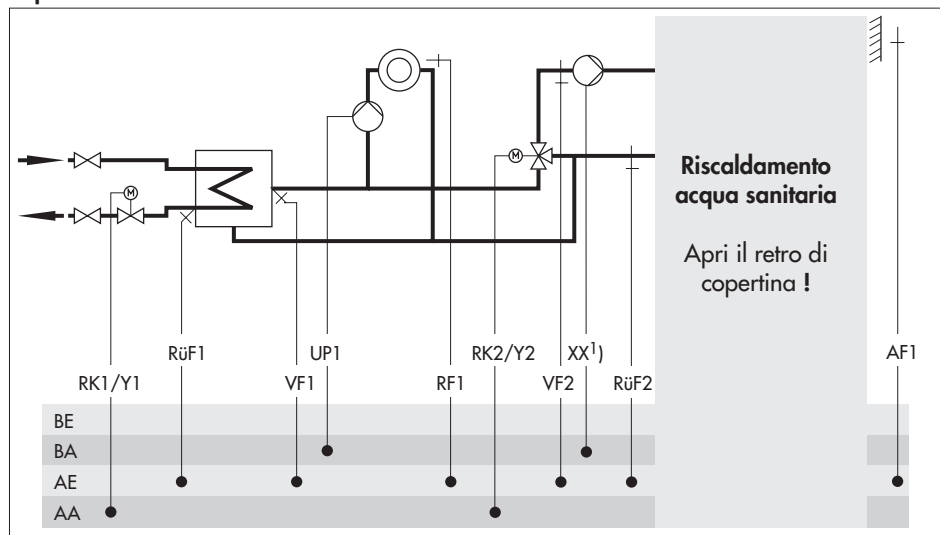 M
M
Riscaldamento
acqua sanitaria
Apri il retro di
copertina !
RüF1
UP1
RK2/Y2
XX1)
AF1
RK1/Y1
VF1
RF1
VF2
RüF2
BE
BA
AE
AA